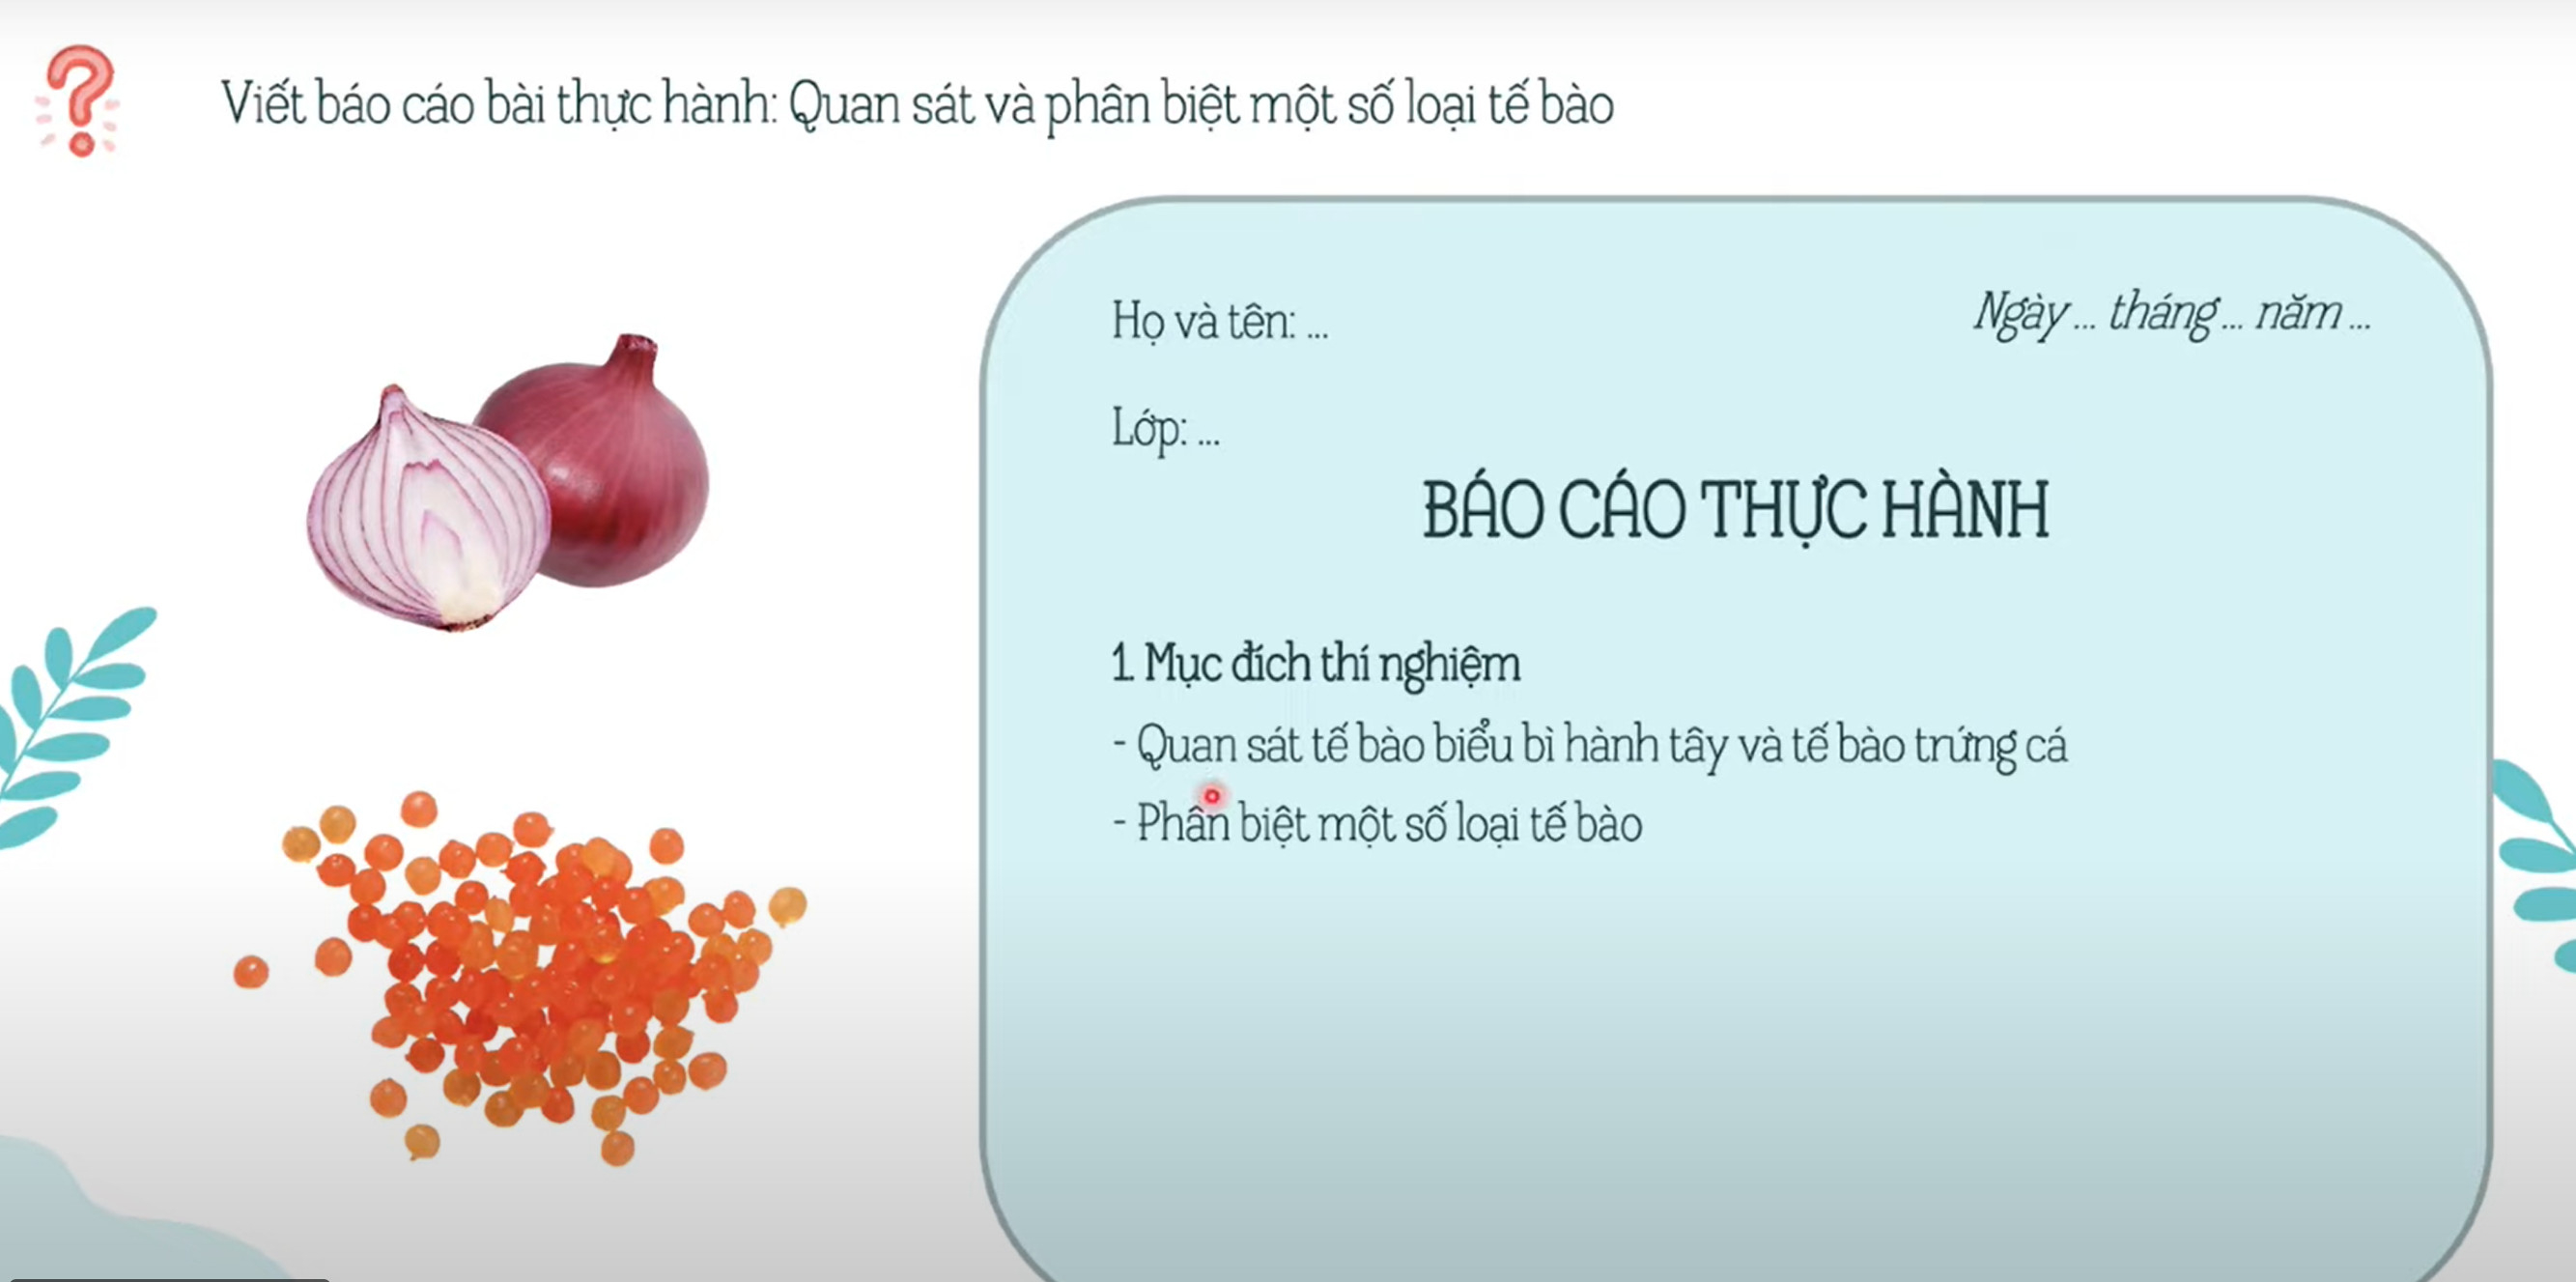 Viết báo cáo bài thực hành: Quan sát và phân biệt một số loại tế bào
Họ và tên: ...
Ngày ... tháng ... năm ...
Lớp: ...
BÁO CÁO THỰC HÀNH
1. Mục đích thí nghiệm
- Quan sát tế bào biểu bì hành tây và tế bào trứng cá
- Phân biệt một số loại tế bào